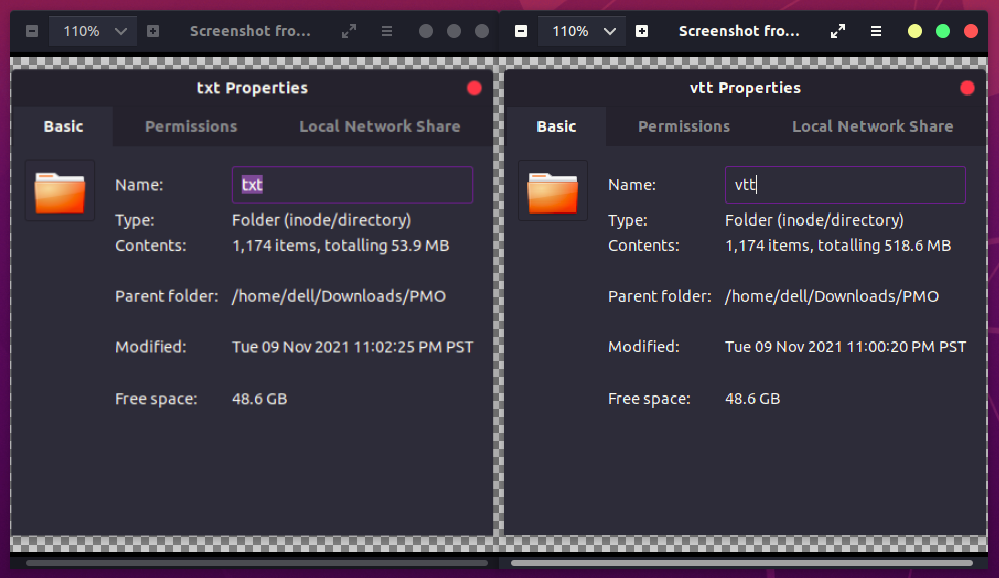 110%
Screenshot fro...
txt Properties
Basic
Permissions
Local Network Share
Name:
txt
Type:
Folder (inode/directory)
Contents:
1,174 items, totalling 53.9 MB
Parent folder:
/home/dell/Downloads/PMO
Modified:
Tue 09 Nov 2021 11:02:25 PM PST
Free space:
48.6 GB
110%
Screenshot fro...
vtt Properties
Basic
Permissions
Local Network Share
Name:
vtt
Type:
Folder (inode/directory)
Contents:
1,174 items, totalling 518.6 MB
Parent folder:
/home/dell/Downloads/PMO
Modified:
Tue 09 Nov 2021 11:00:20 PM PST
Free space:
48.6 GB